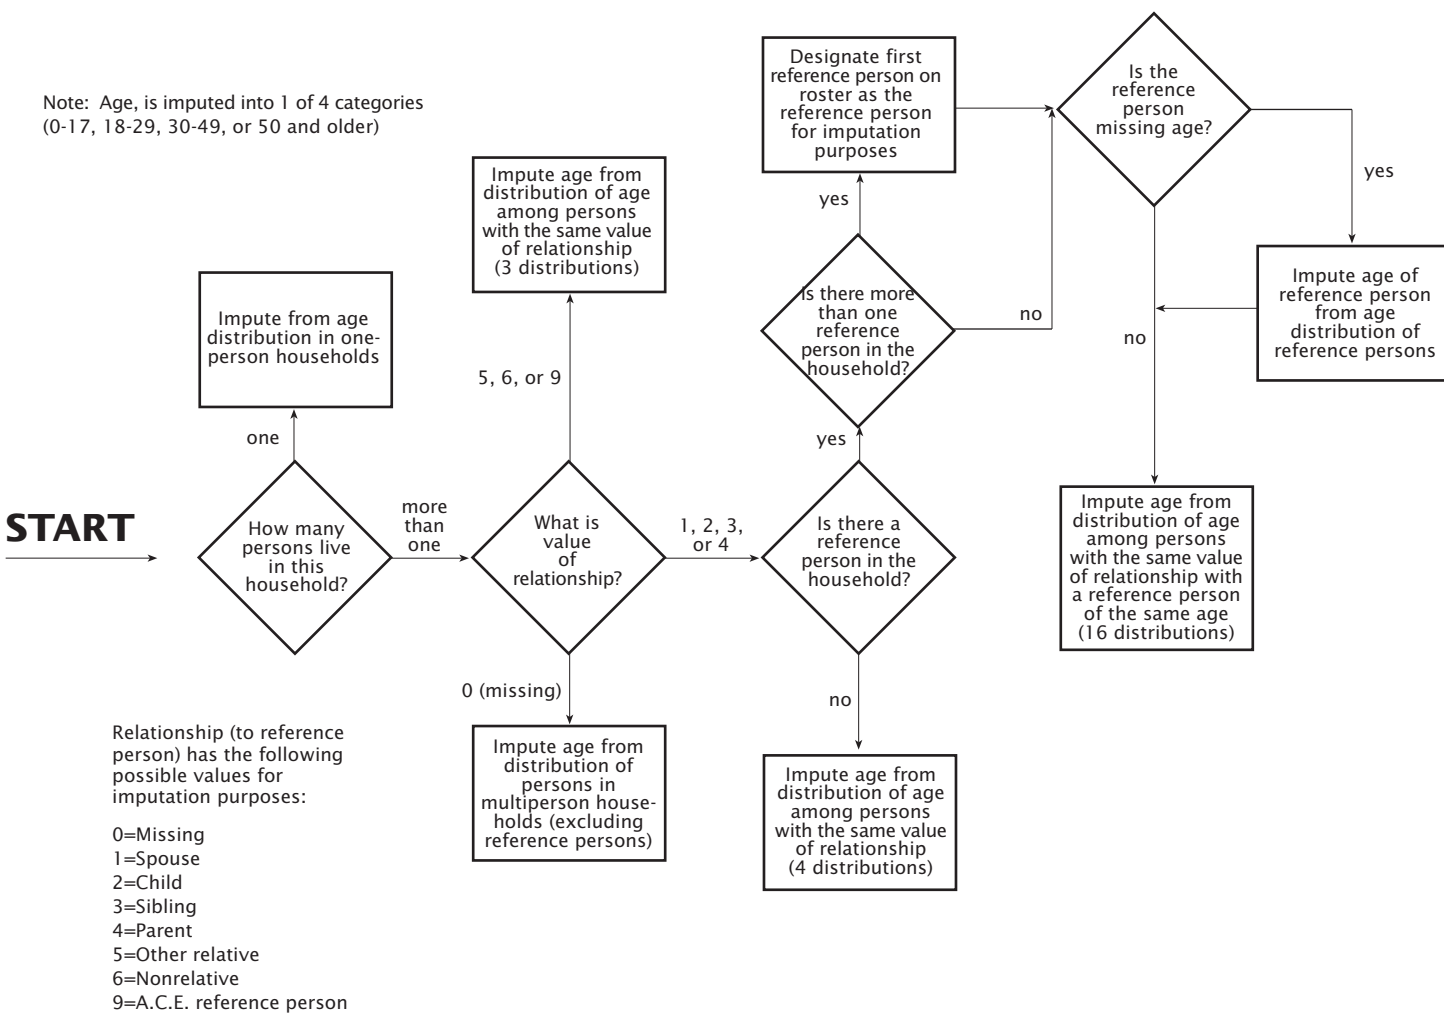 Note: Age, is imputed into 1 of 4 categories
(0-17, 18-29, 30-49, or 50 and older)
START
How many
persons live
in this
household?
one
Impute from age
distribution in one-
person households
more
than
one
What is
value
of
relationship?
5, 6, or 9
Impute age from
distribution of age
among persons
with the same value
of relationship
(3 distributions)
0 (missing)
Impute age from
distribution of
persons in
multiperson house-
holds (excluding
reference persons)
1, 2, 3,
or 4
Is there a
reference
person in the
household?
no
Impute age from
distribution of age
among persons
with the same value
of relationship
(4 distributions)
yes
Is there more
than one
reference
person in the
household?
yes
Designate first
reference person on
roster as the
reference person
for imputation
purposes
no
Is the
reference
person
missing age?
yes
Impute age of
reference person
from age
distribution of
reference persons
no
Impute age from
distribution of age
among persons
with the same value
of relationship with
a reference person
of the same age
(16 distributions)
Relationship (to reference
person) has the following
possible values for
imputation purposes:
0=Missing
1=Spouse
2=Child
3=Sibling
4=Parent
5=Other relative
6=Nonrelative
9=A.C.E. reference person